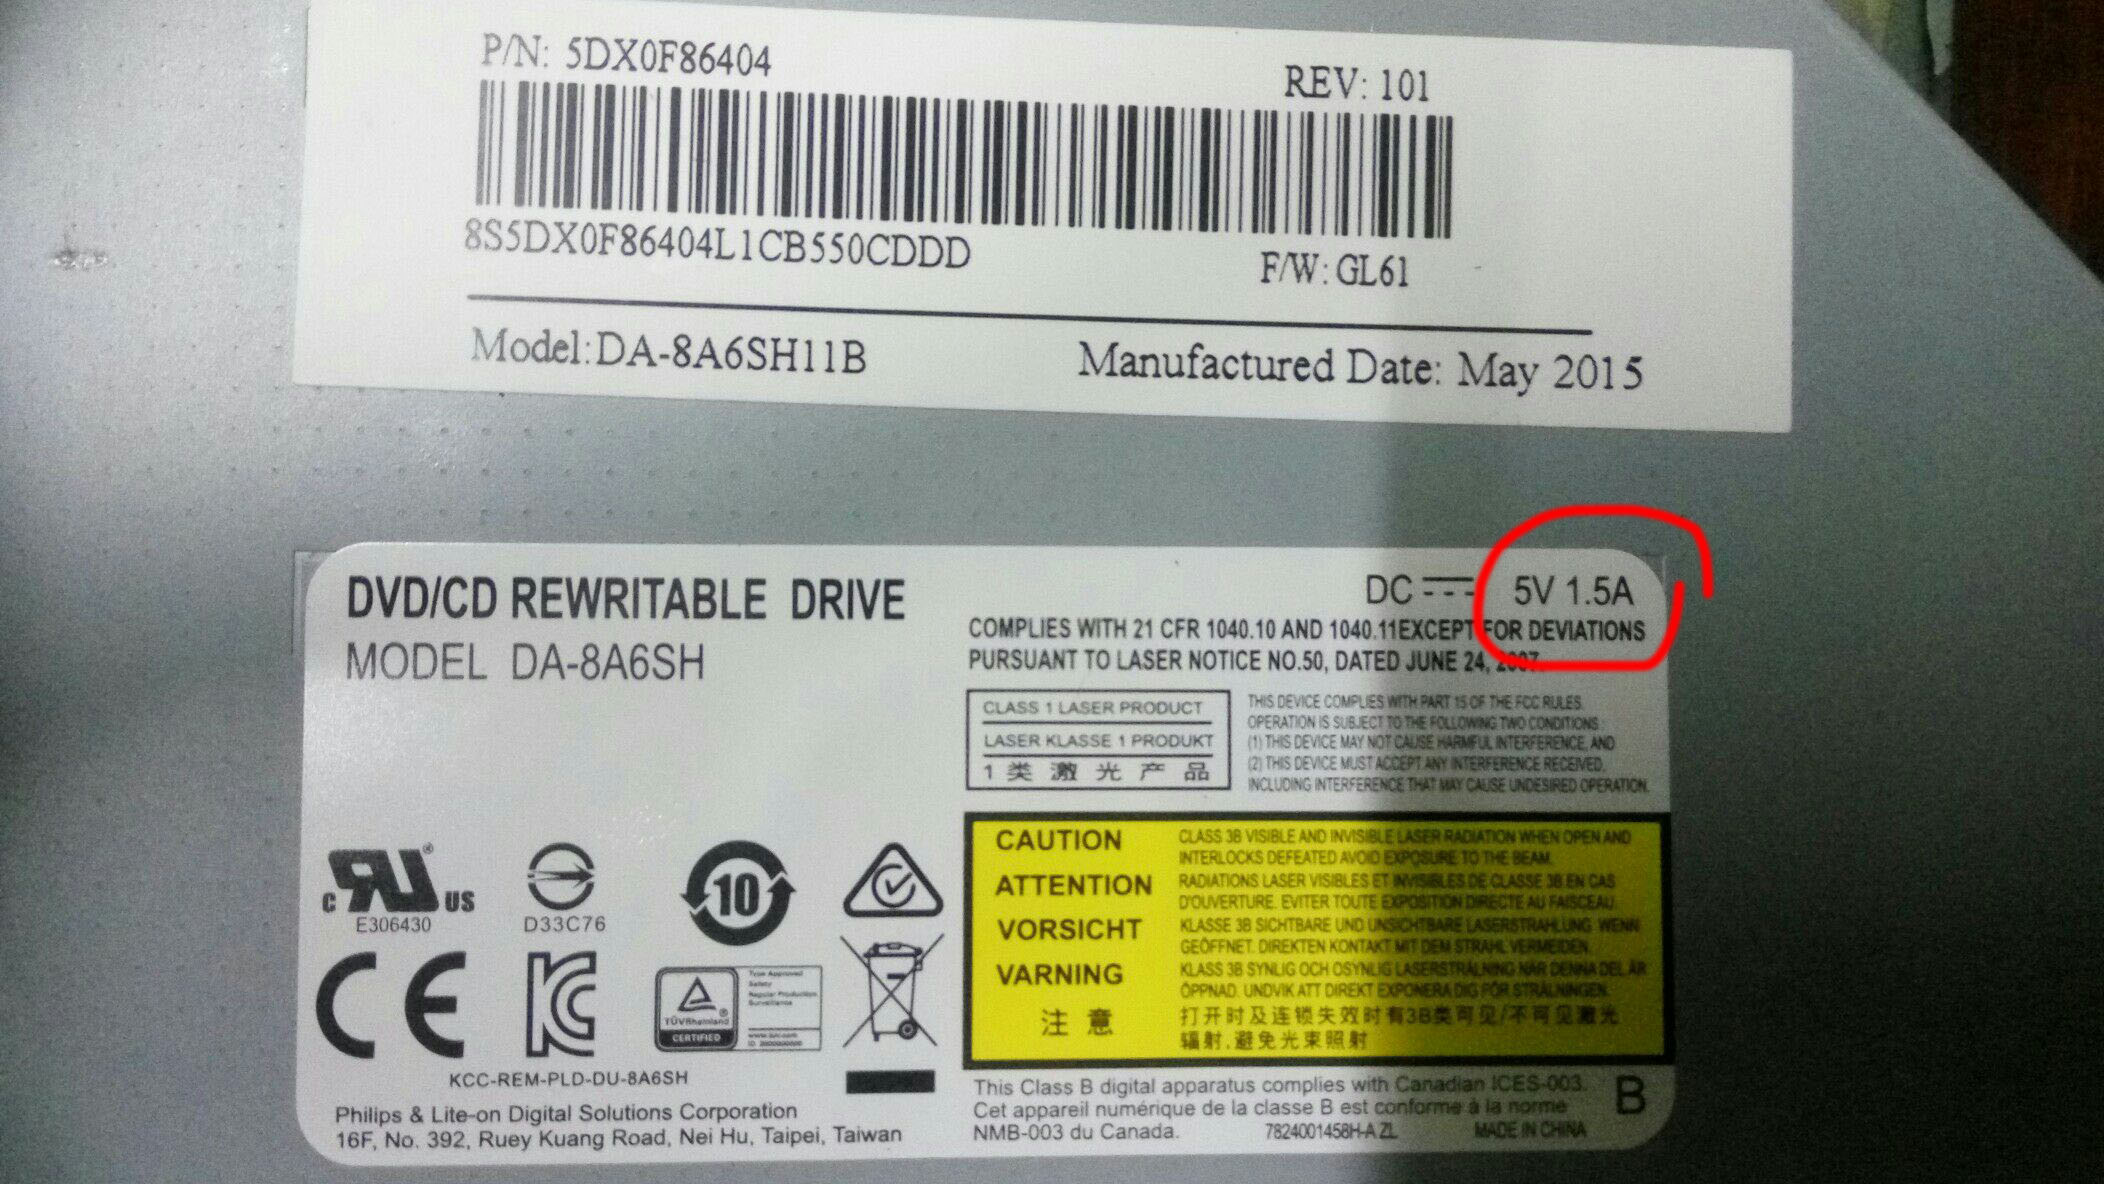 P/N: 5DX0F86404
REV: 101
8S5DX0F86404L1CB550CDDD
F/W: GL61
Model:DA-8A6SH11B
Manufactured Date: May 2015
DVD/CD REWRITABLE DRIVE
MODEL DA-8A6SH
DC 5V 1.5A
COMPLIES WITH 21 CFR 1040.10 AND 1040.11EXCEPT FOR DEVIATIONS
PURSUANT TO LASER NOTICE NO.50, DATED JUNE 24, 2007.
CLASS 1 LASER PRODUCT
LASER KLASSE 1 PRODUKT
1 类 激 光 产 品
THIS DEVICE COMPLIES WITH PART 15 OF THE FCC RULES.
OPERATION IS SUBJECT TO THE FOLLOWING TWO CONDITIONS:
(1) THIS DEVICE MAY NOT CAUSE HARMFUL INTERFERENCE, AND
(2) THIS DEVICE MUST ACCEPT ANY INTERFERENCE RECEIVED,
INCLUDING INTERFERENCE THAT MAY CAUSE UNDESIRED OPERATION.
CAUTION
CLASS 3B VISIBLE AND INVISIBLE LASER RADIATION WHEN OPEN AND
INTERLOCKS DEFEATED AVOID EXPOSURE TO THE BEAM.
ATTENTION
RADIATIONS LASER VISIBLES ET INVISIBLES DE CLASSE 3B EN CAS
D'OUVERTURE. EVITER TOUTE EXPOSITION DIRECTE AU FAISCEAU.
VORSICHT
KLASSE 3B SICHTBARE UND UNSICHTBARE LASERSTRAHLUNG, WENN
GEÖFFNET. DIREKTEN KONTAKT MIT DEM STRAHL VERMEIDEN.
VARNING
KLASS 3B SYNLIG OCH OSYNLIG LASERSTRÅLNING NÄR DENNA DEL ÄR
ÖPPNAD. UNDVIK ATT DIREKT EXPONERA DIG FÖR STRÅLNINGEN.
注 意
打开时及连锁失效时有3B类可见/不可见激光
辐射.避免光束照射
c RU ® US
E306430
D33C76
10
CE
KC
TÜVRheinland ®
CERTIFIED
Type Approved
Safety
Regular Production
Surveillance
KCC-REM-PLD-DU-8A6SH
Philips & Lite-on Digital Solutions Corporation
16F, No. 392, Ruey Kuang Road, Nei Hu, Taipei, Taiwan
This Class B digital apparatus complies with Canadian ICES-003.
Cet appareil numérique de la classe B est conforme à la norme
NMB-003 du Canada.
B
7824001458H-A ZL
MADE IN CHINA